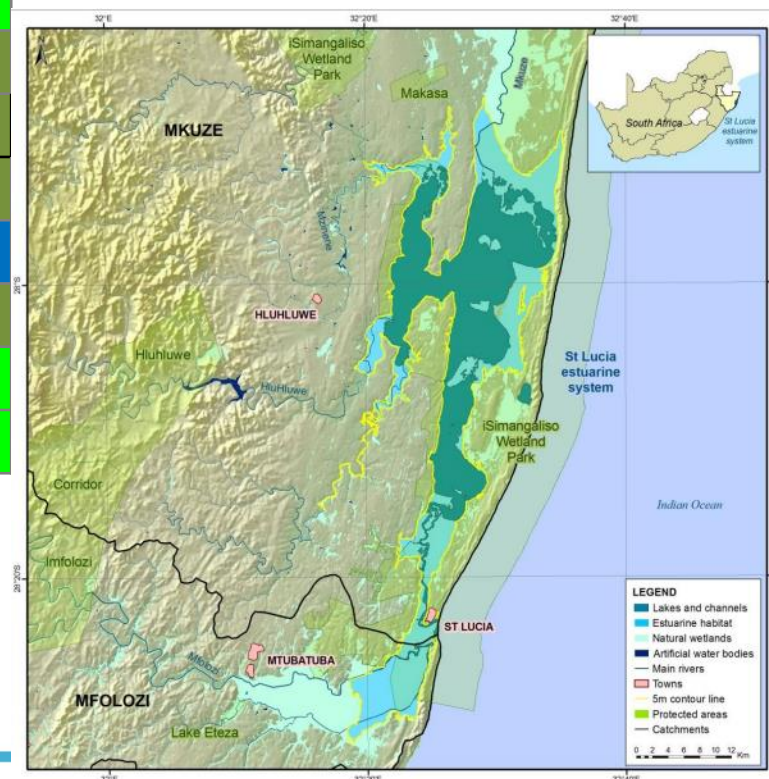 32°E
32°20'E
32°40'E
N
iSimangaliso
Wetland
Park
Makasa
Mkuze
South Africa
St Lucia
estuarine
system
MKUZE
Mzinene
28°S
HLUHLUWE
Hluhluwe
HluHluwe
St Lucia
estuarine
system
iSimangaliso
Wetland
Park
Corridor
Indian Ocean
Imfolozi
28°20'S
ST LUCIA
MTUBATUBA
Mfolozi
MFOLOZI
Lake Eteza
LEGEND
Lakes and channels
Estuarine habitat
Natural wetlands
Artificial water bodies
Main rivers
Towns
5m contour line
Protected areas
Catchments
0 2 4 6 8 10 12
Km